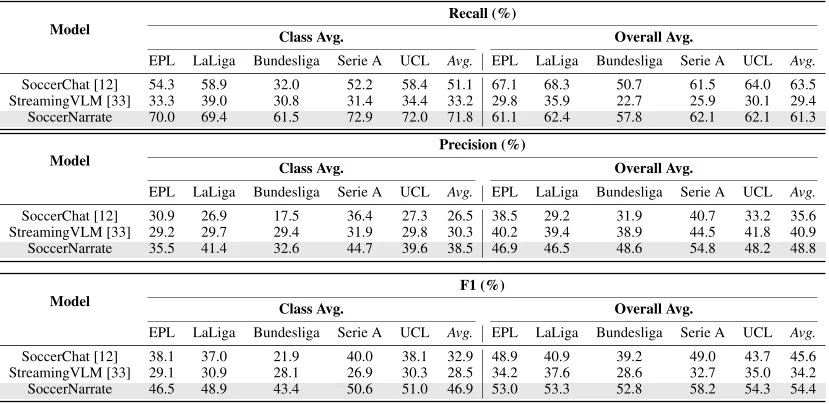 Model Recall (%)
Class Avg. Overall Avg.
EPL LaLiga Bundesliga Serie A UCL Avg. EPL LaLiga Bundesliga Serie A UCL Avg.
SoccerChat [12] 54.3 58.9 32.0 52.2 58.4 51.1 67.1 68.3 50.7 61.5 64.0 63.5
StreamingVLM [33] 33.3 39.0 30.8 31.4 34.4 33.2 29.8 35.9 22.7 25.9 30.1 29.4
SoccerNarrate 70.0 69.4 61.5 72.9 72.0 71.8 61.1 62.4 57.8 62.1 62.1 61.3
Model Precision (%)
Class Avg. Overall Avg.
EPL LaLiga Bundesliga Serie A UCL Avg. EPL LaLiga Bundesliga Serie A UCL Avg.
SoccerChat [12] 30.9 26.9 17.5 36.4 27.3 26.5 38.5 29.2 31.9 40.7 33.2 35.6
StreamingVLM [33] 29.2 29.7 29.4 31.9 29.8 30.3 40.2 39.4 38.9 44.5 41.8 40.9
SoccerNarrate 35.5 41.4 32.6 44.7 39.6 38.5 46.9 46.5 48.6 54.8 48.2 48.8
Model F1 (%)
Class Avg. Overall Avg.
EPL LaLiga Bundesliga Serie A UCL Avg. EPL LaLiga Bundesliga Serie A UCL Avg.
SoccerChat [12] 38.1 37.0 21.9 40.0 38.1 32.9 48.9 40.9 39.2 49.0 43.7 45.6
StreamingVLM [33] 29.1 30.9 28.1 26.9 30.3 28.5 34.2 37.6 28.6 32.7 35.0 34.2
SoccerNarrate 46.5 48.9 43.4 50.6 51.0 46.9 53.0 53.3 52.8 58.2 54.3 54.4